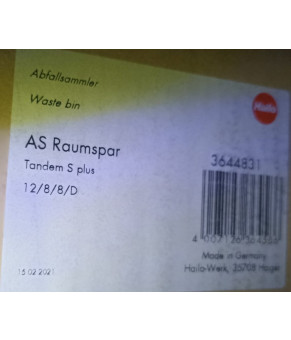 Abfallsammler
Waste bin
Hailo
AS Raumspar
Tandem S plus
12/8/8/D
3644831
Made in Germany
Hailo-Werk, 35708 Haiger
15.02.2021